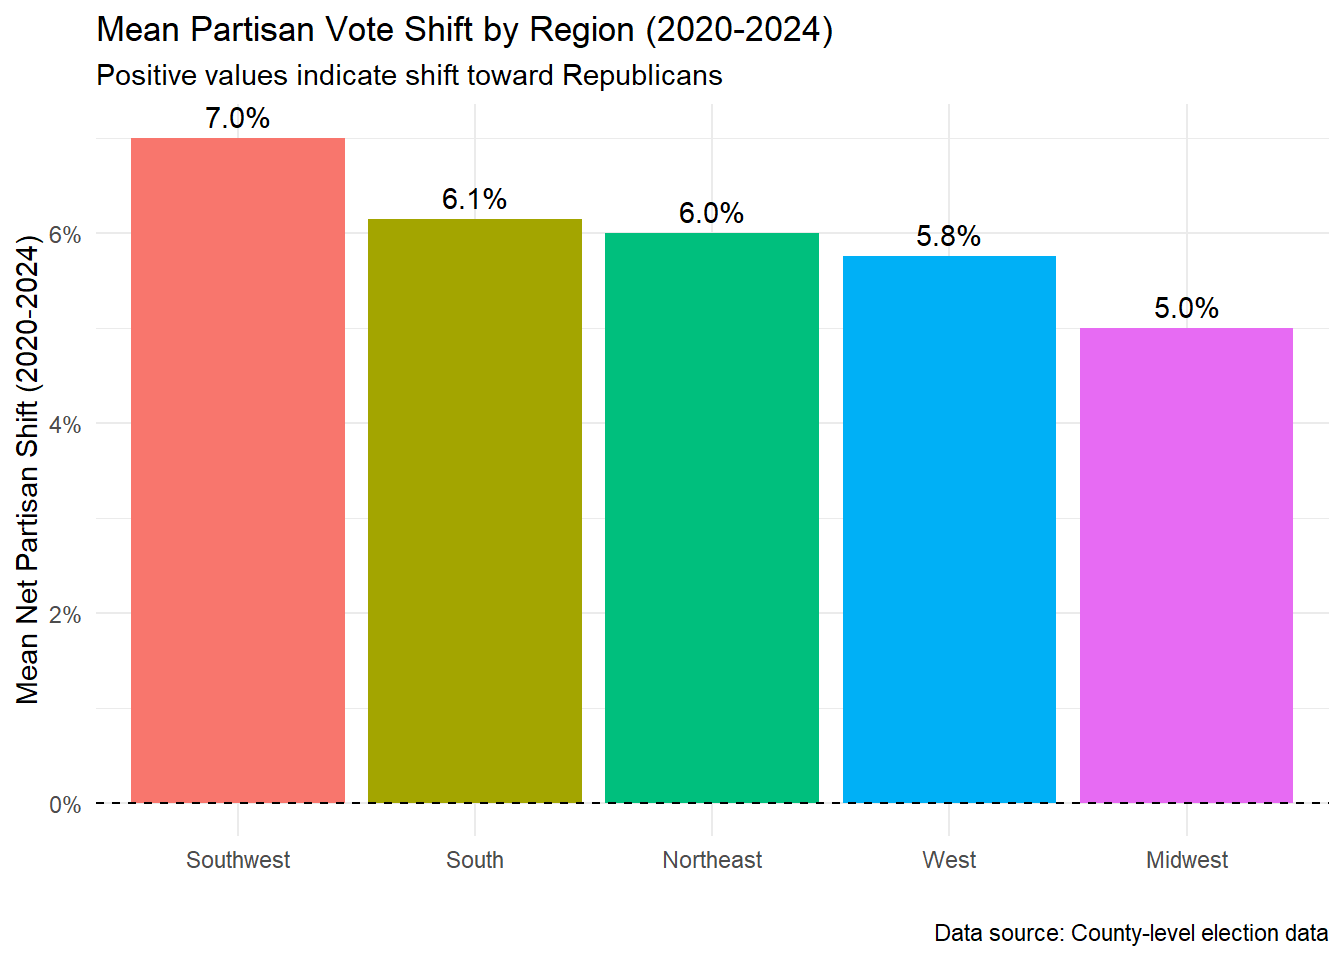 Mean Partisan Vote Shift by Region (2020-2024)
Positive values indicate shift toward Republicans
Mean Net Partisan Shift (2020-2024)
6%
4%
2%
0%
7.0%
6.1%
6.0%
5.8%
5.0%
Southwest
South
Northeast
West
Midwest
Data source: County-level election data